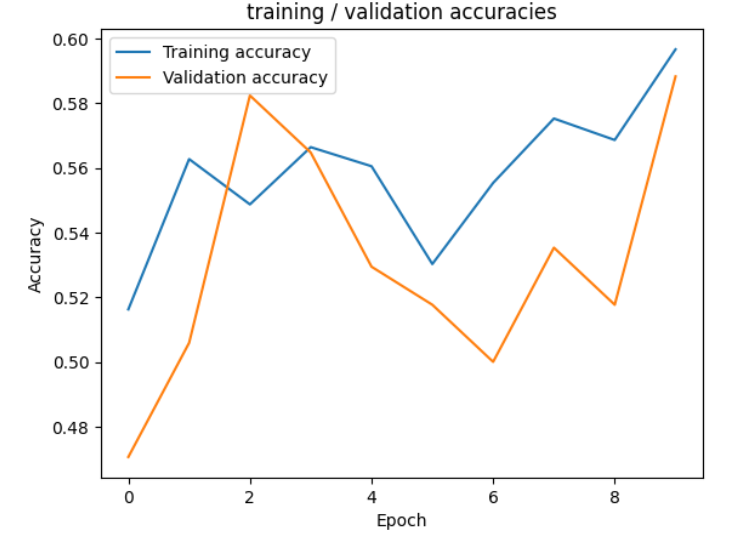 training / validation accuracies
0.60
Training accuracy
Validation accuracy
0.58
0.56
0.54
Accuracy
0.52
0.50
0.48
0 2 4 6 8
Epoch